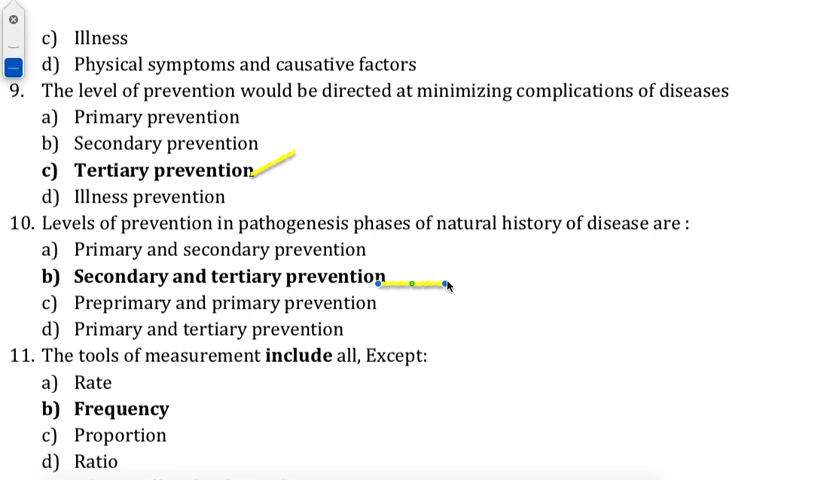 c) Illness
d) Physical symptoms and causative factors
9. The level of prevention would be directed at minimizing complications of diseases
a) Primary prevention
b) Secondary prevention
c) Tertiary prevention
d) Illness prevention
10. Levels of prevention in pathogenesis phases of natural history of disease are :
a) Primary and secondary prevention
b) Secondary and tertiary prevention
c) Preprimary and primary prevention
d) Primary and tertiary prevention
11. The tools of measurement include all, Except:
a) Rate
b) Frequency
c) Proportion
d) Ratio